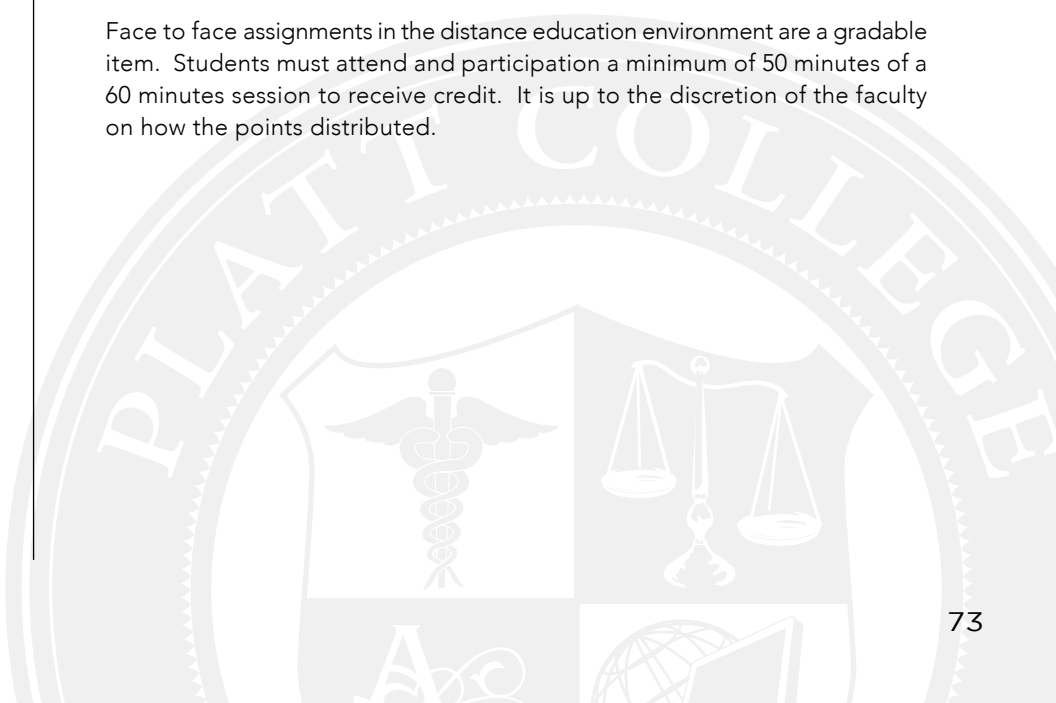 Face to face assignments in the distance education environment are a gradable
item.  Students must attend and participation a minimum of 50 minutes of a
60 minutes session to receive credit.  It is up to the discretion of the faculty
on how the points distributed.
PLATT COLLEGE
A
73